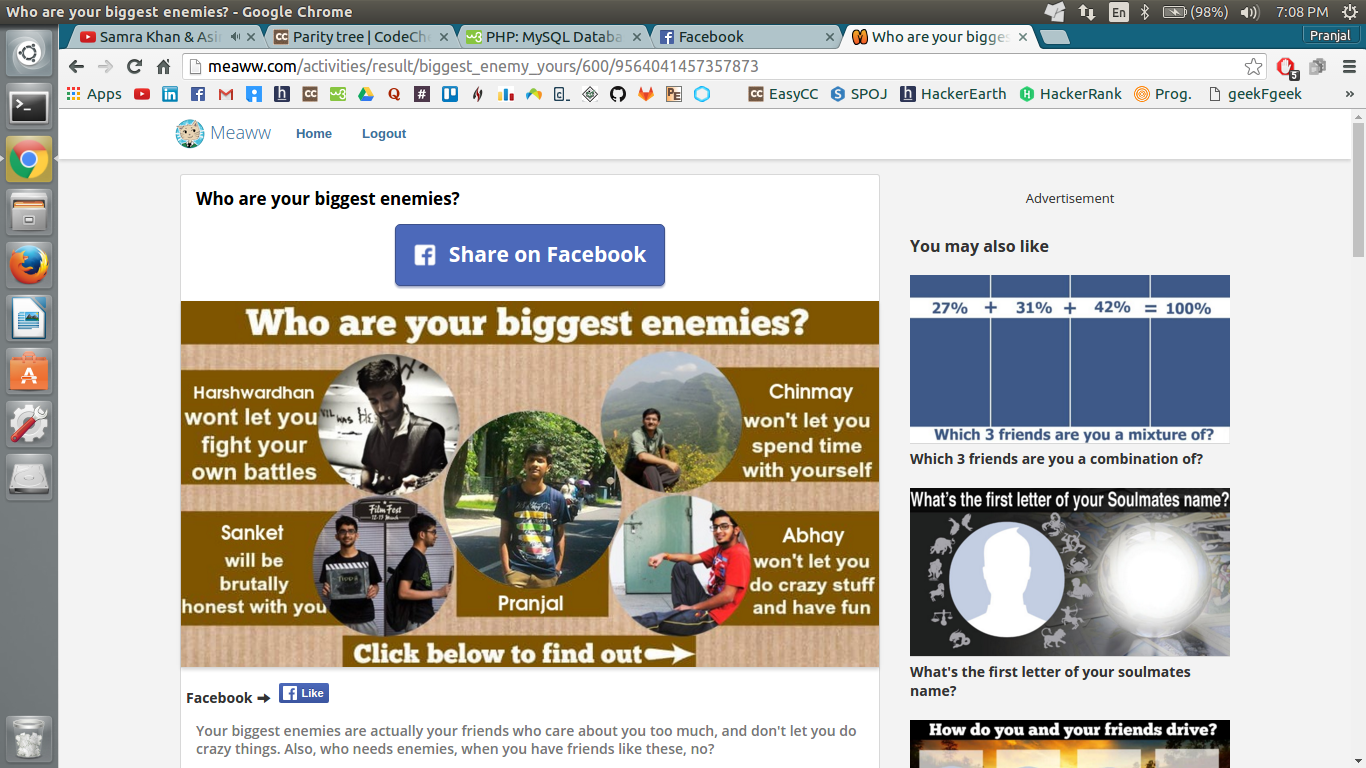 Who are your biggest enemies? - Google Chrome
En
(98%)
7:08 PM
Pranjal
Samra Khan & Asi
Parity tree | CodeChe
PHP: MySQL Databa
Facebook
Who are your bigges
meaww.com/activities/result/biggest_enemy_yours/600/9564041457357873
5
Apps
EasyCC
SPOJ
HackerEarth
HackerRank
Prog.
geekFgeek
»
Meaww
Home
Logout
Who are your biggest enemies?
Share on Facebook
Who are your biggest enemies?
Harshwardhan
wont let you
fight your
own battles
Chinmay
won't let you
spend time
with yourself
Sanket
will be
brutally
honest with you
Film Fest
Abhay
won't let you
do crazy stuff
and have fun
Pranjal
Click below to find out
Facebook
Like
Your biggest enemies are actually your friends who care about you too much, and don't let you do
crazy things. Also, who needs enemies, when you have friends like these, no?
Advertisement
You may also like
27% + 31% + 42% = 100%
Which 3 friends are you a mixture of?
Which 3 friends are you a combination of?
What's the first letter of your Soulmates name?
What's the first letter of your soulmates
name?
How do you and your friends drive?